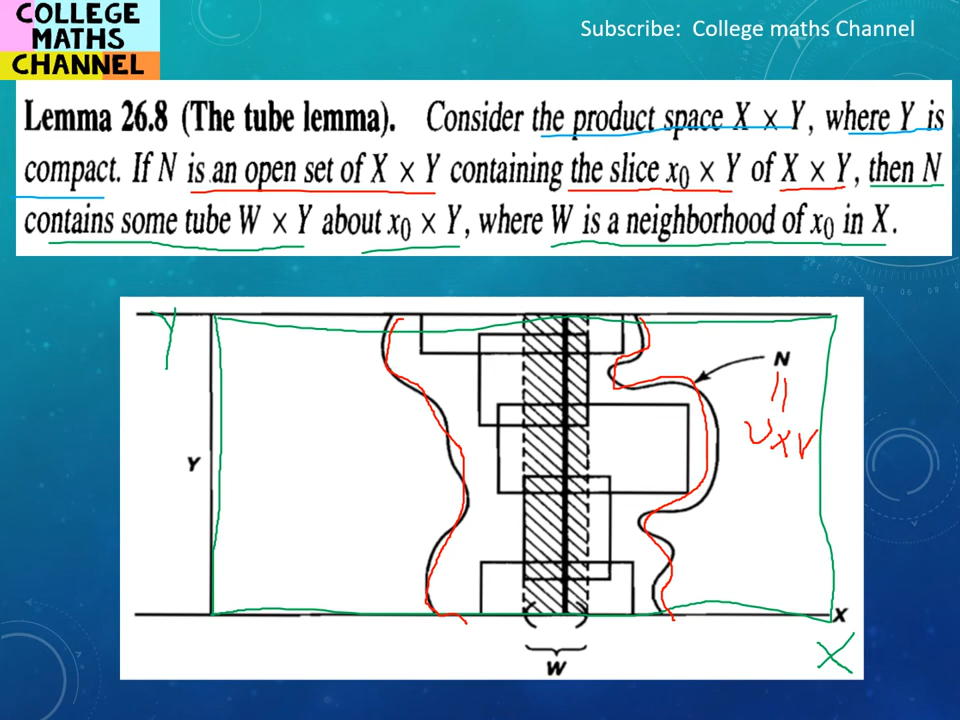 COLLEGE
MATHS
CHANNEL
Subscribe: College maths Channel
Lemma 26.8 (The tube lemma). Consider the product space X × Y, where Y is
compact. If N is an open set of X × Y containing the slice x₀ × Y of X × Y, then N
contains some tube W × Y about x₀ × Y, where W is a neighborhood of x₀ in X.
Y
N
=
U×V
Y
X
X
W